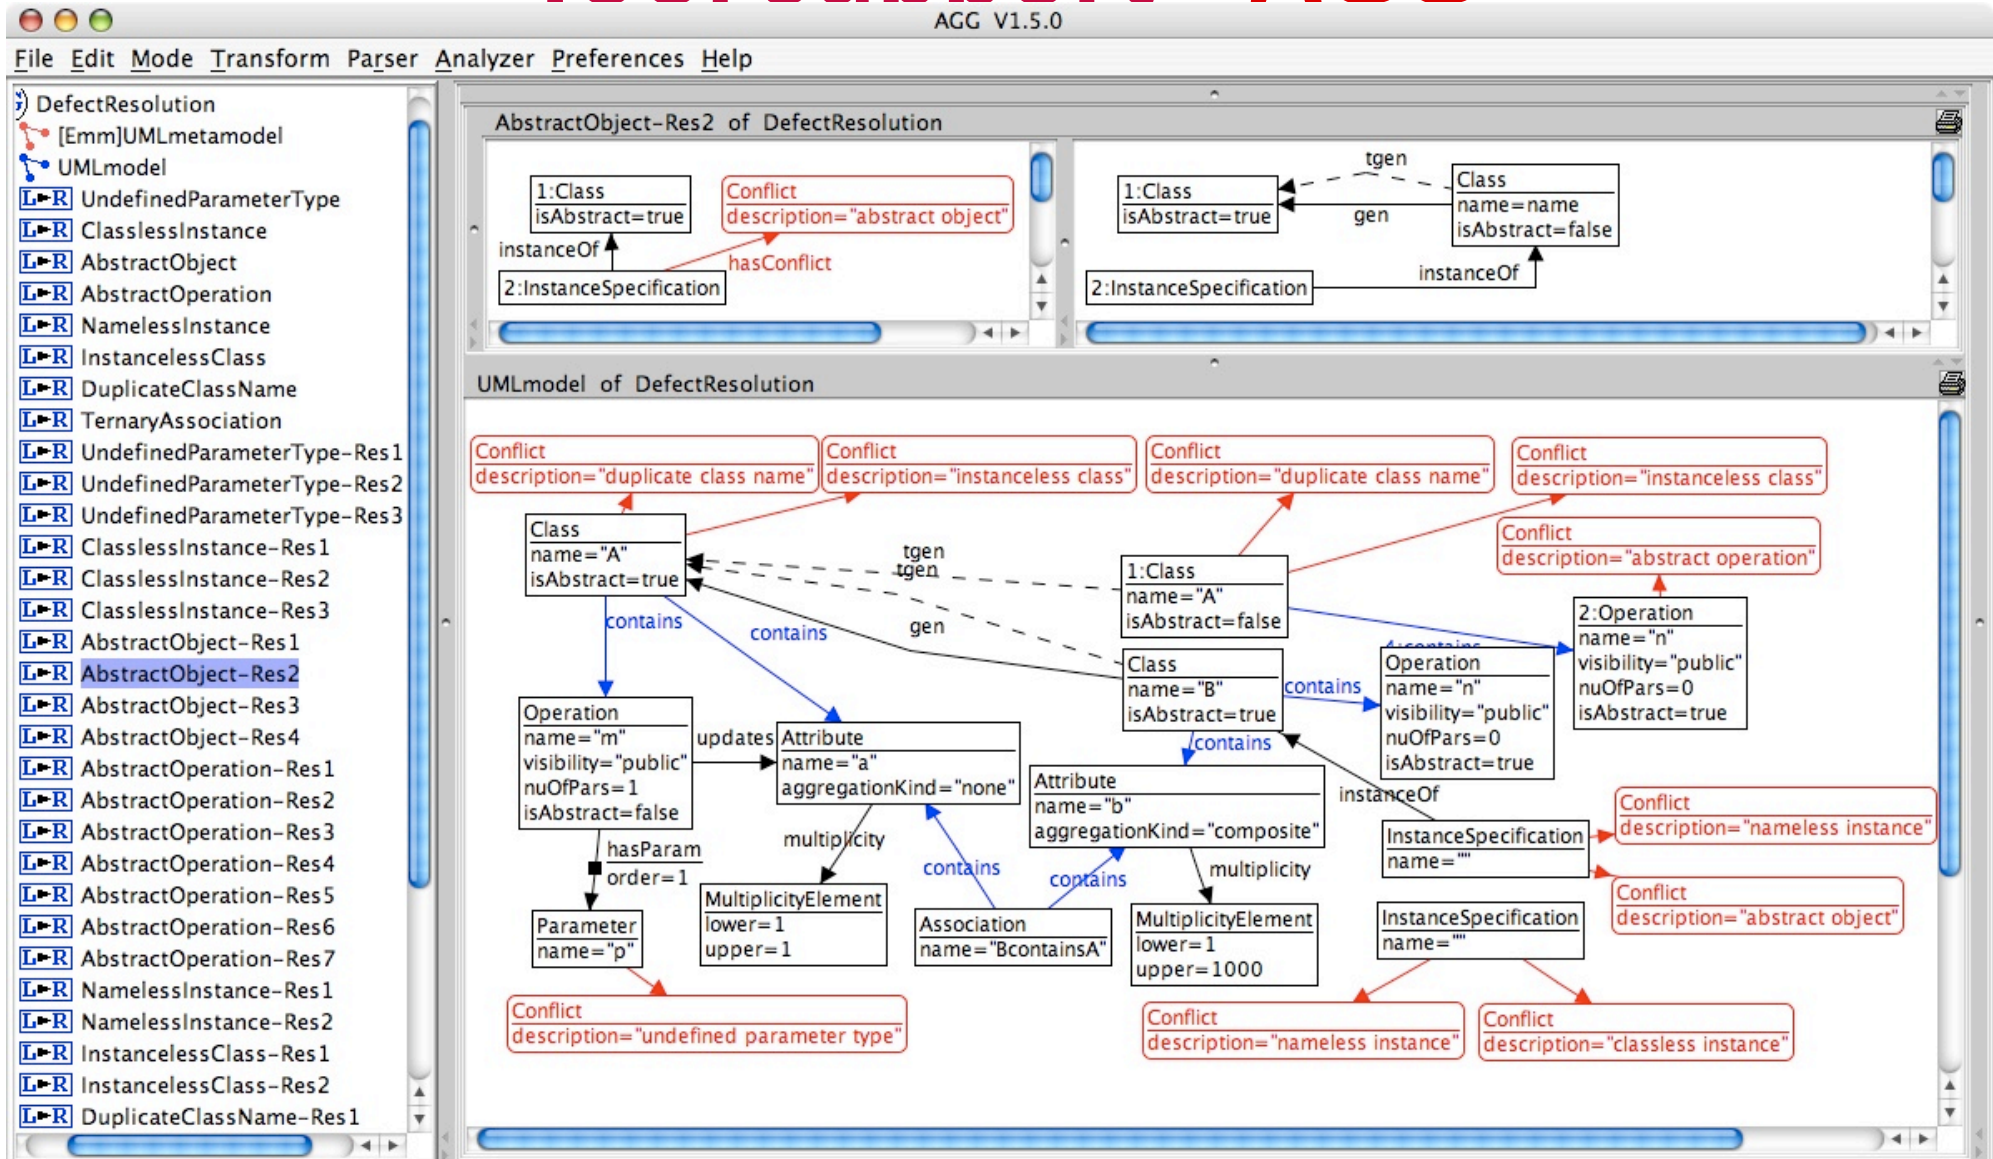 AGG V1.5.0
File Edit Mode Transform Parser Analyzer Preferences Help
DefectResolution
[Emm]UMLmetamodel
UMLmodel
L►R UndefinedParameterType
L►R ClasslessInstance
L►R AbstractObject
L►R AbstractOperation
L►R NamelessInstance
L►R InstancelessClass
L►R DuplicateClassName
L►R TernaryAssociation
L►R UndefinedParameterType-Res1
L►R UndefinedParameterType-Res2
L►R UndefinedParameterType-Res3
L►R ClasslessInstance-Res1
L►R ClasslessInstance-Res2
L►R ClasslessInstance-Res3
L►R AbstractObject-Res1
L►R AbstractObject-Res2
L►R AbstractObject-Res3
L►R AbstractObject-Res4
L►R AbstractOperation-Res1
L►R AbstractOperation-Res2
L►R AbstractOperation-Res3
L►R AbstractOperation-Res4
L►R AbstractOperation-Res5
L►R AbstractOperation-Res6
L►R AbstractOperation-Res7
L►R NamelessInstance-Res1
L►R NamelessInstance-Res2
L►R InstancelessClass-Res1
L►R InstancelessClass-Res2
L►R DuplicateClassName-Res1
AbstractObject-Res2 of DefectResolution
1:Class
isAbstract=true
Conflict
description="abstract object"
instanceOf
hasConflict
2:InstanceSpecification
tgen
1:Class
isAbstract=true
gen
Class
name=name
isAbstract=false
instanceOf
2:InstanceSpecification
UMLmodel of DefectResolution
Conflict
description="duplicate class name"
Conflict
description="instanceless class"
Conflict
description="duplicate class name"
Conflict
description="instanceless class"
Conflict
description="abstract operation"
Class
name="A"
isAbstract=true
tgen
tgen
gen
1:Class
name="A"
isAbstract=false
2:Operation
name="n"
visibility="public"
nuOfPars=0
isAbstract=true
contains
contains
Class
name="B"
isAbstract=true
contains
Operation
name="n"
visibility="public"
nuOfPars=0
isAbstract=true
Operation
name="m"
visibility="public"
nuOfPars=1
isAbstract=false
updates
Attribute
name="a"
aggregationKind="none"
contains
Attribute
name="b"
aggregationKind="composite"
instanceOf
InstanceSpecification
name=""
Conflict
description="nameless instance"
Conflict
description="abstract object"
hasParam
order=1
multiplicity
contains
contains
multiplicity
Parameter
name="p"
MultiplicityElement
lower=1
upper=1
Association
name="BcontainsA"
MultiplicityElement
lower=1
upper=1000
InstanceSpecification
name=""
Conflict
description="undefined parameter type"
Conflict
description="nameless instance"
Conflict
description="classless instance"